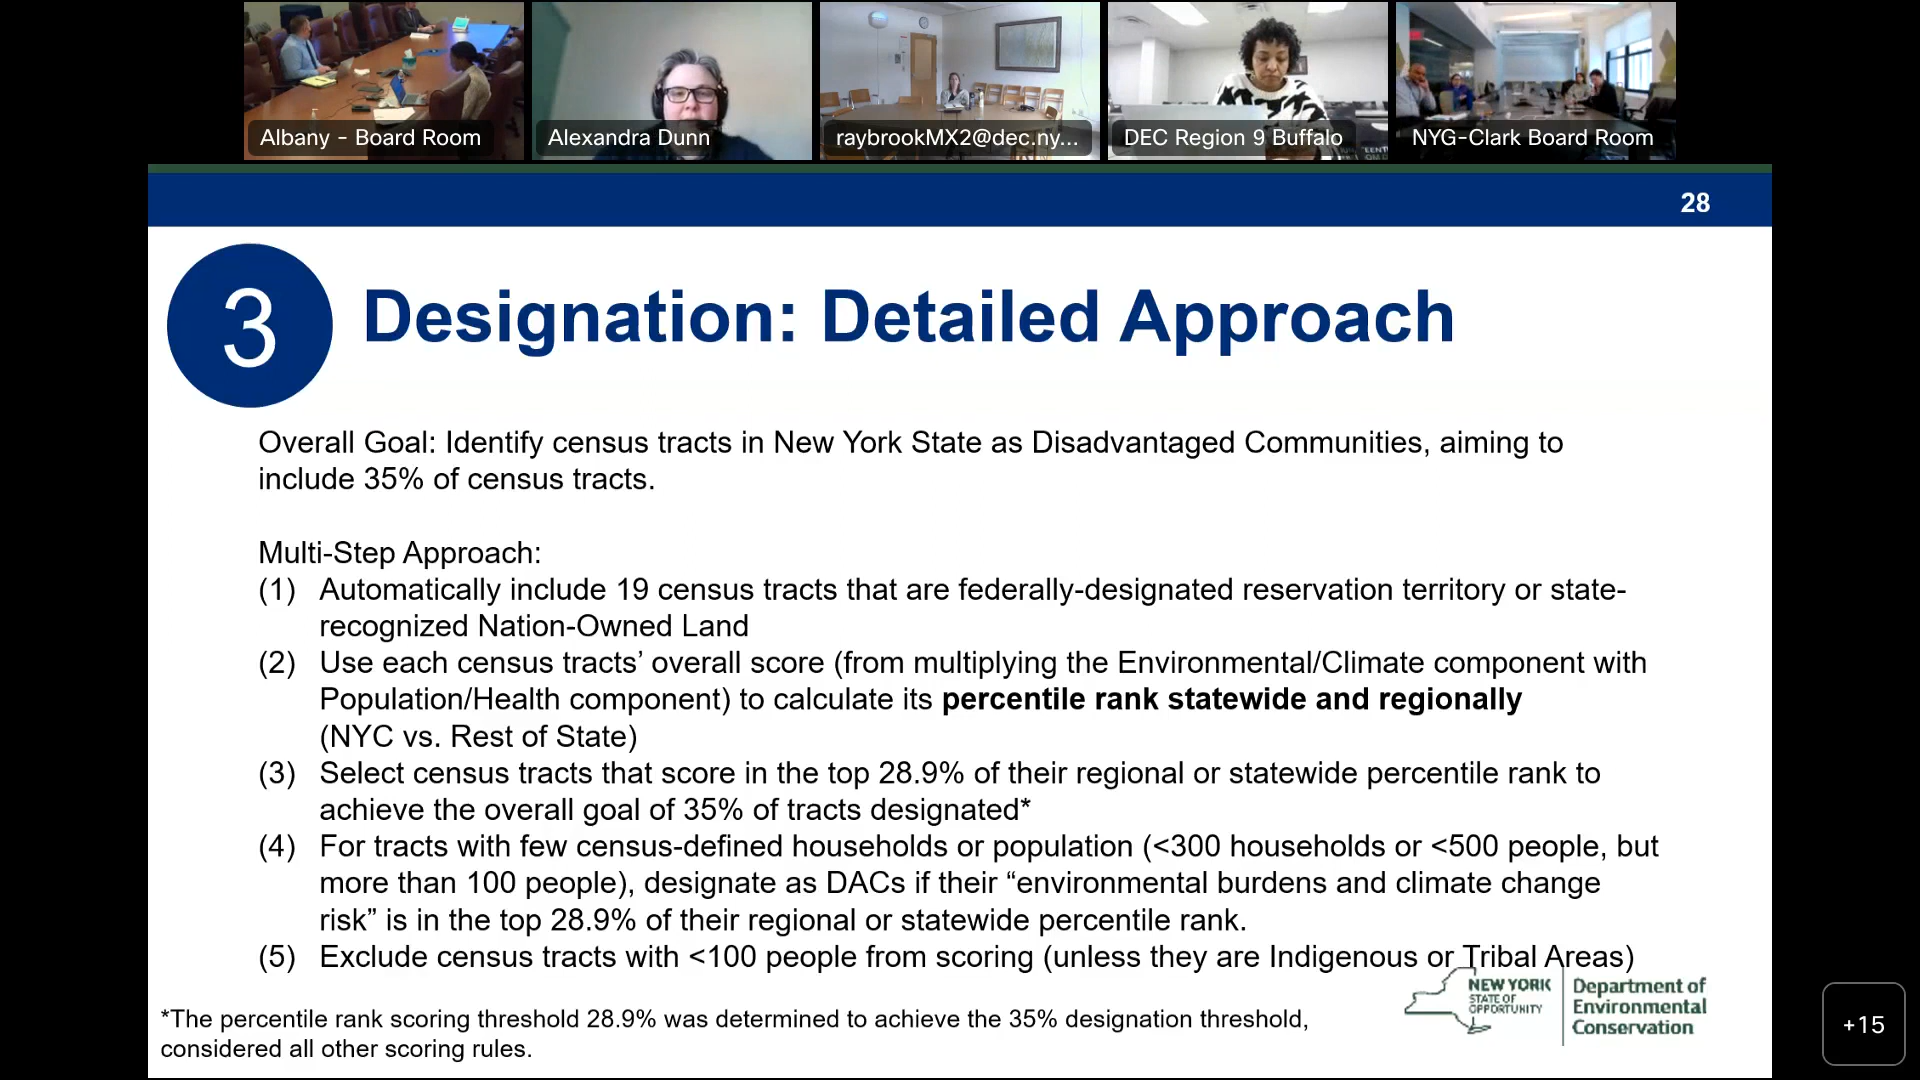 Albany - Board Room
Alexandra Dunn
raybrookMX2@dec.ny...
DEC Region 9 Buffalo
NYG-Clark Board Room
28
3
Designation: Detailed Approach
Overall Goal: Identify census tracts in New York State as Disadvantaged Communities, aiming to
include 35% of census tracts.
Multi-Step Approach:
(1) Automatically include 19 census tracts that are federally-designated reservation territory or state-
recognized Nation-Owned Land
(2) Use each census tracts’ overall score (from multiplying the Environmental/Climate component with
Population/Health component) to calculate its percentile rank statewide and regionally
(NYC vs. Rest of State)
(3) Select census tracts that score in the top 28.9% of their regional or statewide percentile rank to
achieve the overall goal of 35% of tracts designated*
(4) For tracts with few census-defined households or population (<300 households or <500 people, but
more than 100 people), designate as DACs if their “environmental burdens and climate change
risk” is in the top 28.9% of their regional or statewide percentile rank.
(5) Exclude census tracts with <100 people from scoring (unless they are Indigenous or Tribal Areas)
*The percentile rank scoring threshold 28.9% was determined to achieve the 35% designation threshold,
considered all other scoring rules.
NEW YORK
STATE OF
OPPORTUNITY
Department of
Environmental
Conservation
+15